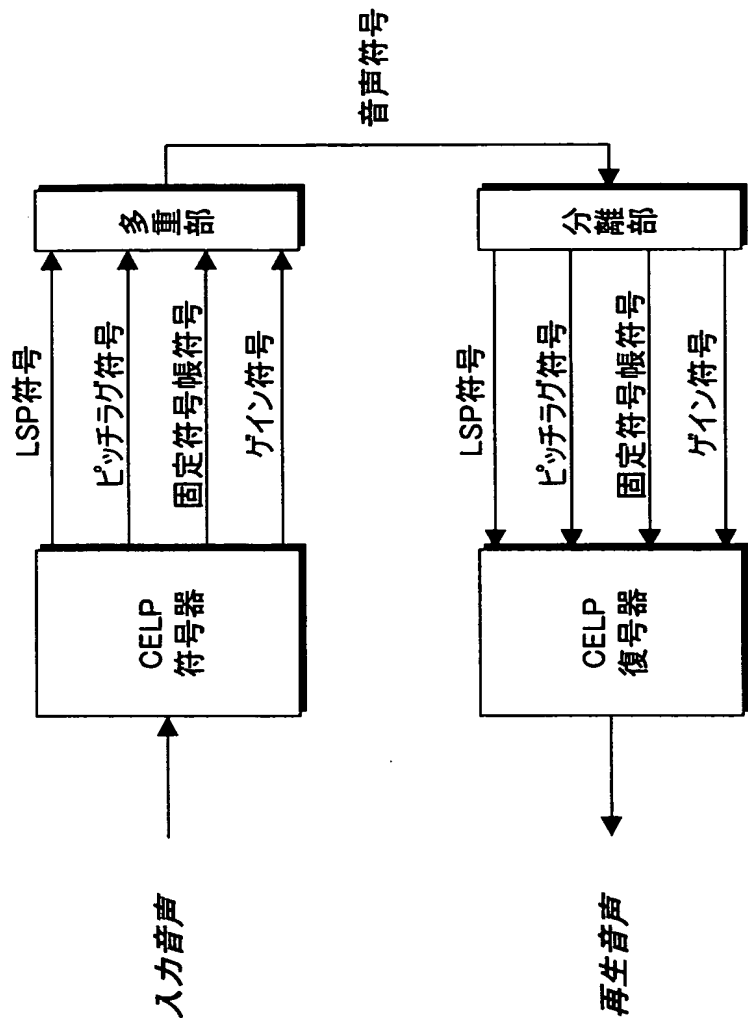 入力音声
CELP
符号器
LSP符号
ピッチラグ符号
固定符号帳符号
ゲイン符号
多重部
音声符号
再生音声
CELP
復号器
LSP符号
ピッチラグ符号
固定符号帳符号
ゲイン符号
分離部